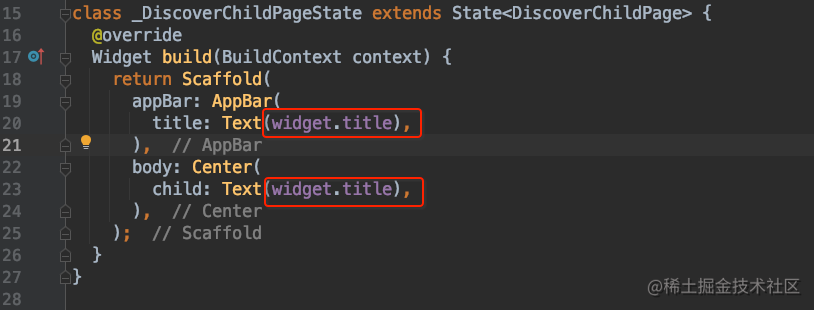 15 class _DiscoverChildPageState extends State<DiscoverChildPage> {
16 @override
17 Widget build(BuildContext context) {
18 return Scaffold(
19 appBar: AppBar(
20 title: Text(widget.title),
21 ), // AppBar
22 body: Center(
23 child: Text(widget.title),
24 ), // Center
25 ); // Scaffold
26 }
27 }
28
@稀土掘金技术社区